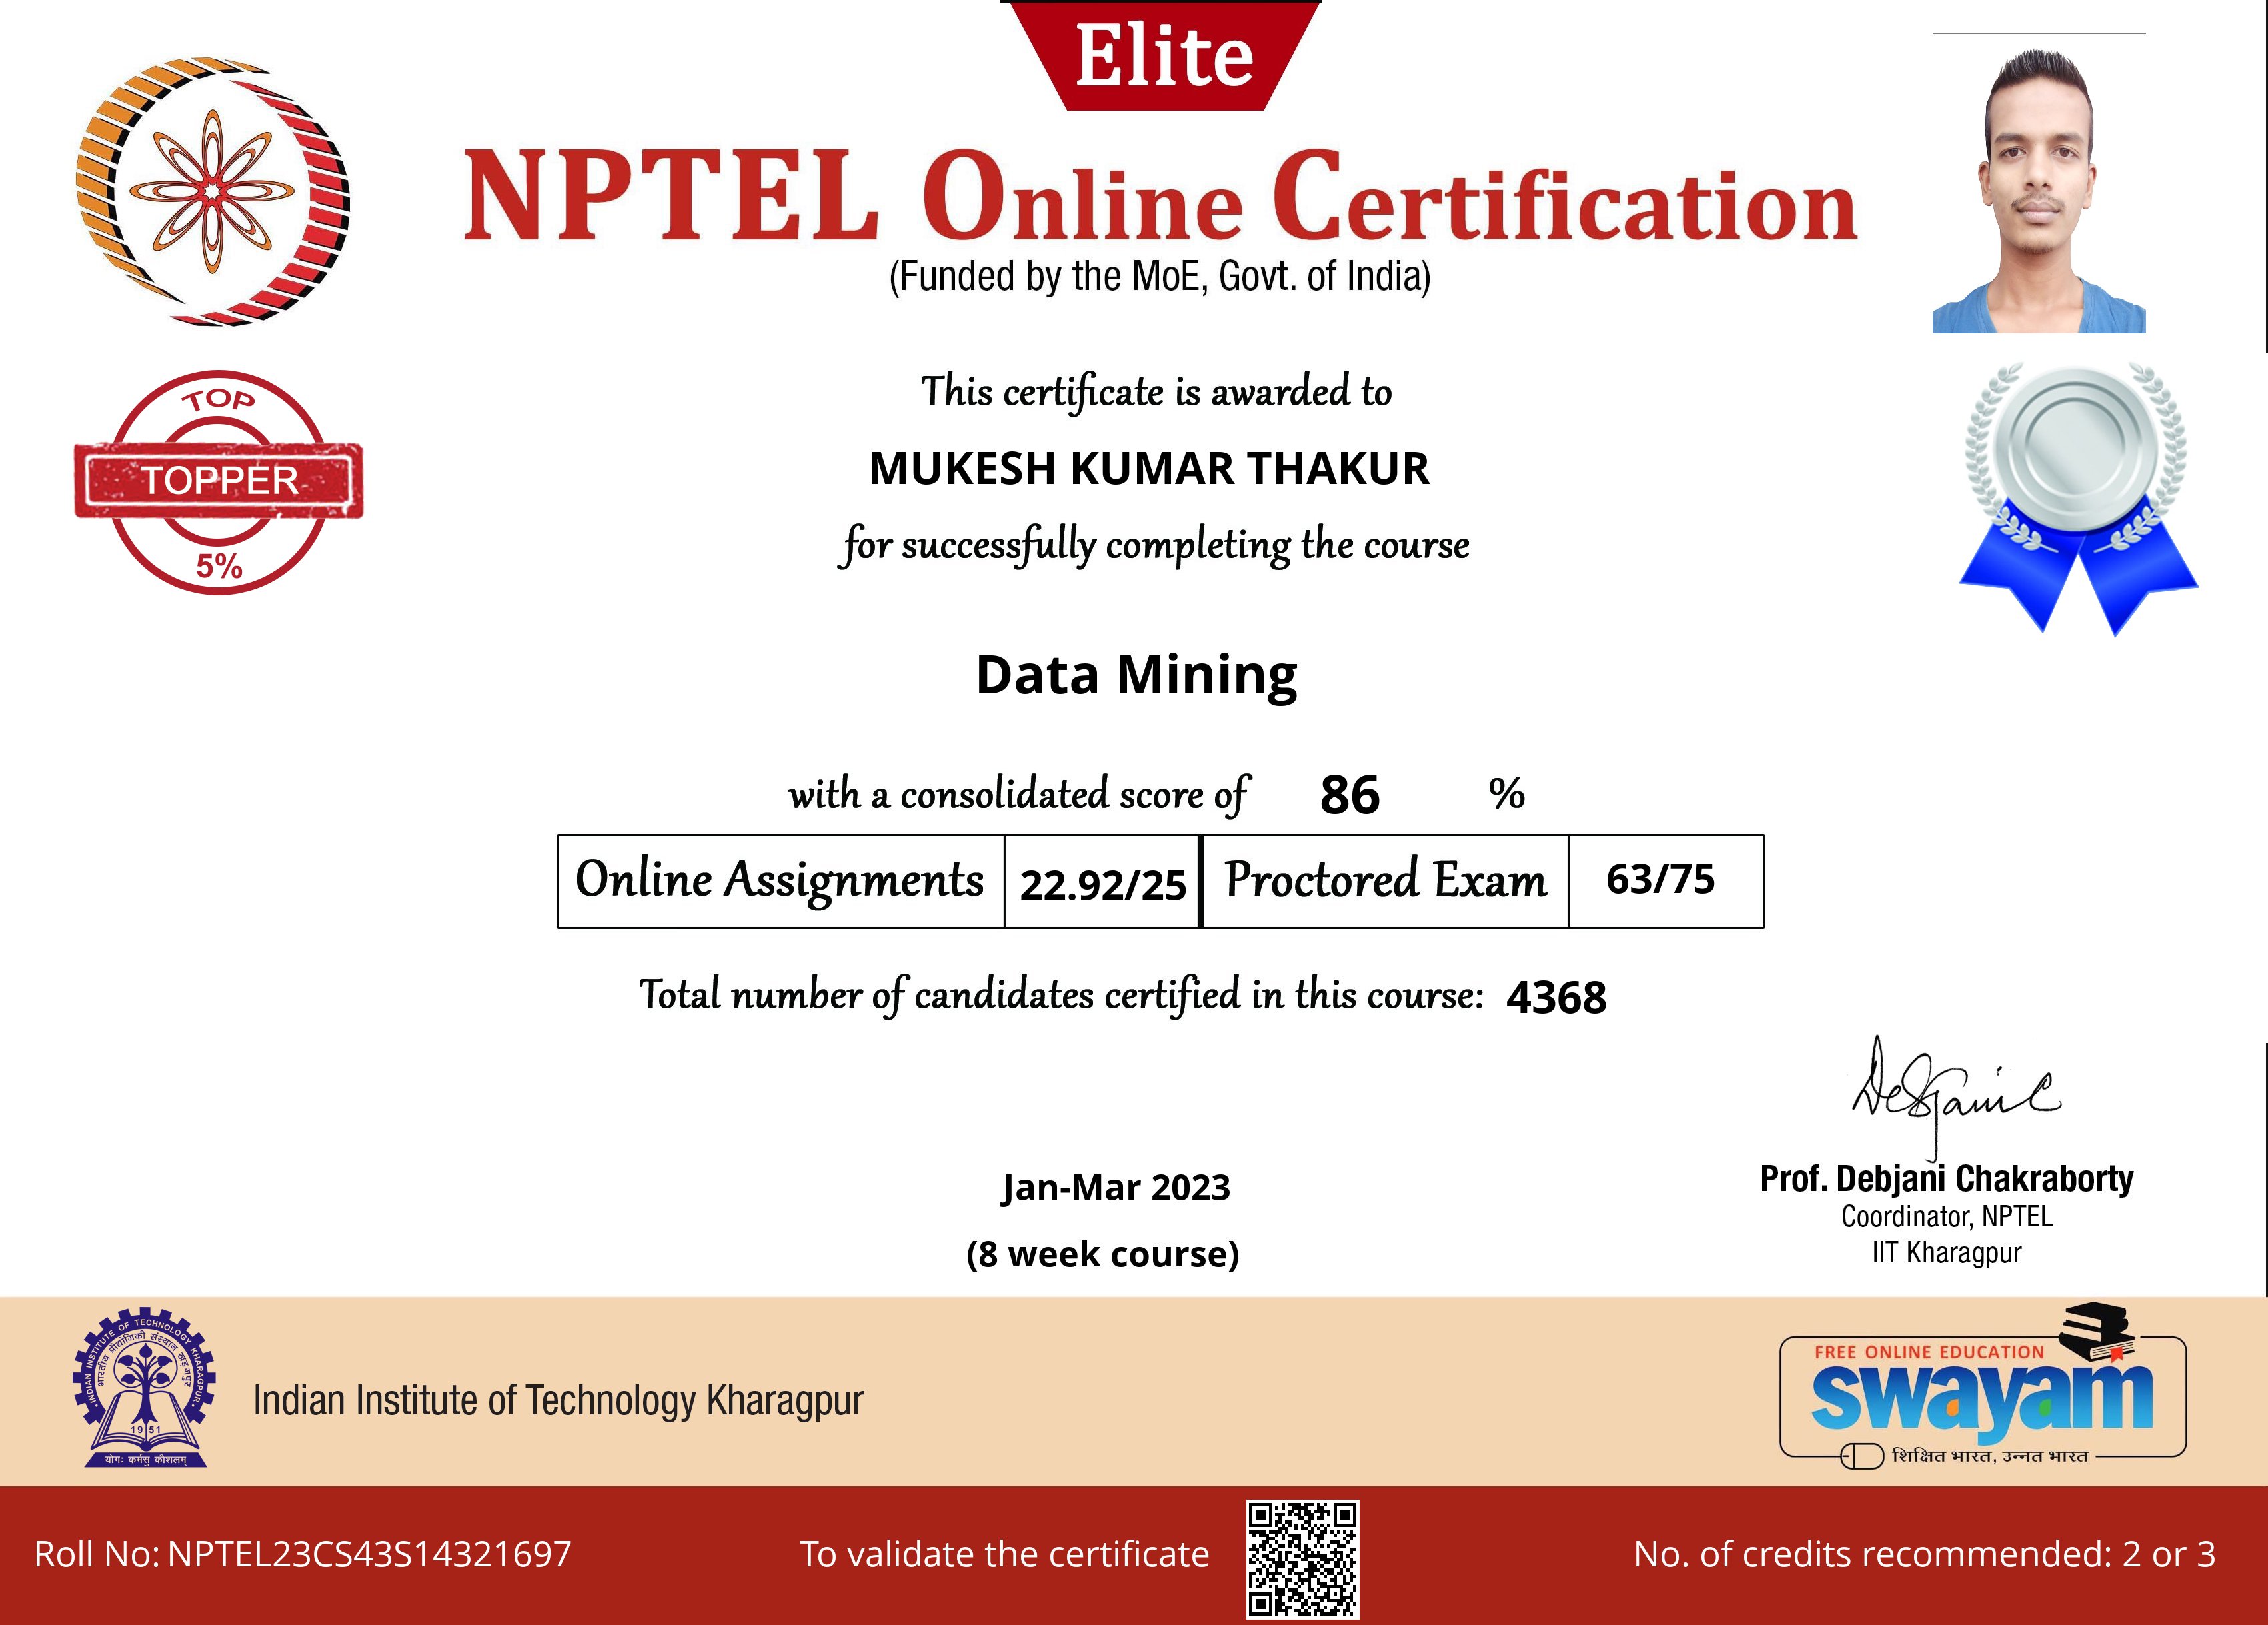 Elite
NPTEL Online Certification
(Funded by the MoE, Govt. of India)
TOP
TOPPER
5%
This certificate is awarded to
MUKESH KUMAR THAKUR
for successfully completing the course
Data Mining
with a consolidated score of 86 %
Online Assignments 22.92/25 Proctored Exam 63/75
Total number of candidates certified in this course: 4368
Jan-Mar 2023
(8 week course)
Prof. Debjani Chakraborty
Coordinator, NPTEL
IIT Kharagpur
INDIAN INSTITUTE OF TECHNOLOGY KHARAGPUR
भारतीय प्रौद्योगिकी संस्थान खड़गपुर
1951
योगः कर्मसु कौशलम्
Indian Institute of Technology Kharagpur
FREE ONLINE EDUCATION
swayam
शिक्षित भारत, उन्नत भारत
Roll No: NPTEL23CS43S14321697
To validate the certificate
No. of credits recommended: 2 or 3